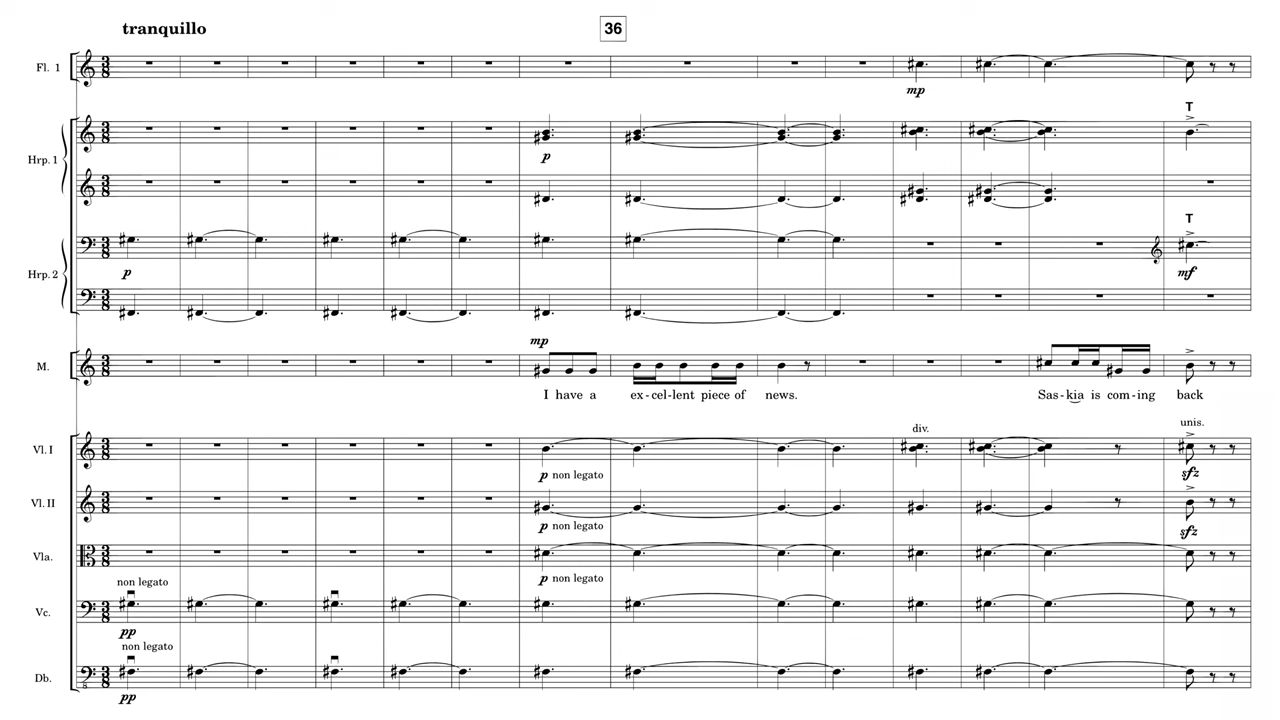 tranquillo
36
Fl. 1
mp
T
Hrp. 1
p
T
Hrp. 2
p
mf
mp
M.
I have a ex-cel-lent piece of news. Sas-kia is com-ing back
div.
unis.
Vl. I
p non legato
sfz
Vl. II
p non legato
sfz
Vla.
p non legato
non legato
Vc.
pp
non legato
Db.
pp